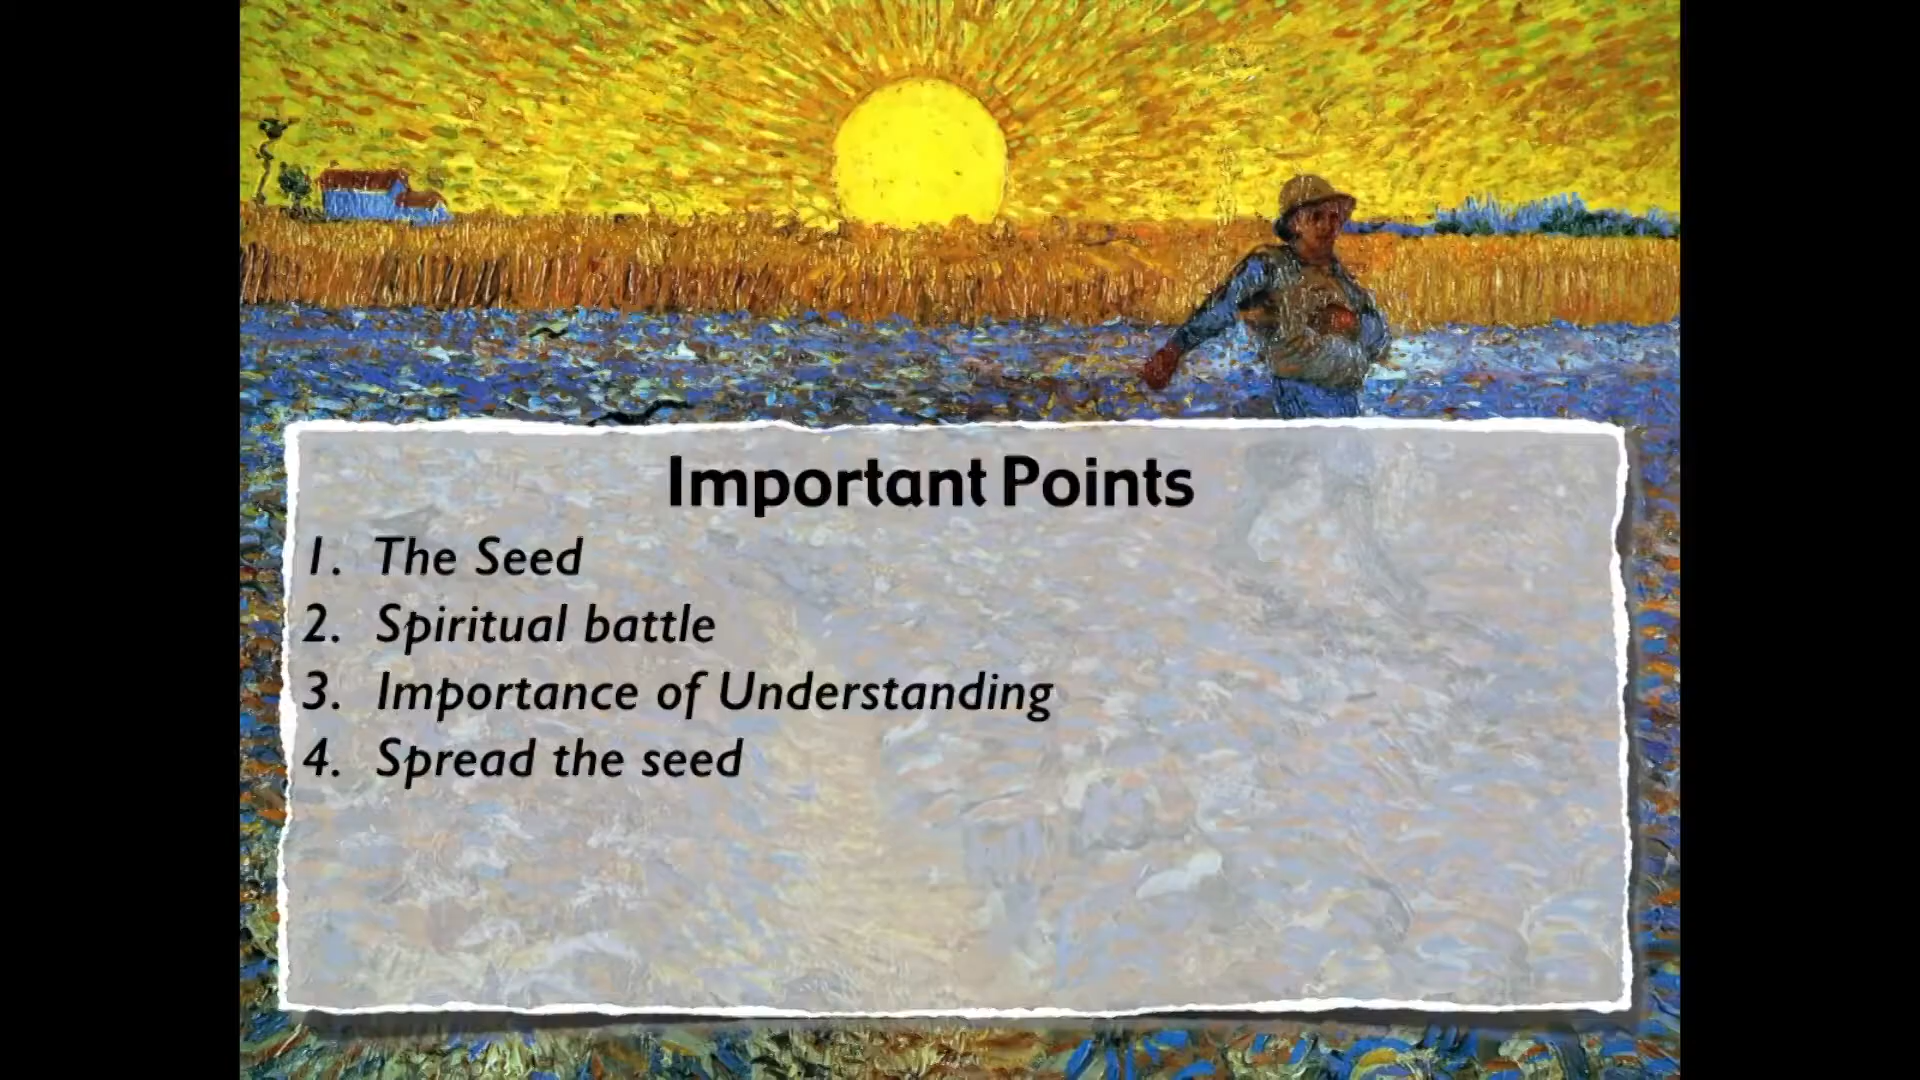 Important Points
1. The Seed
2. Spiritual battle
3. Importance of Understanding
4. Spread the seed